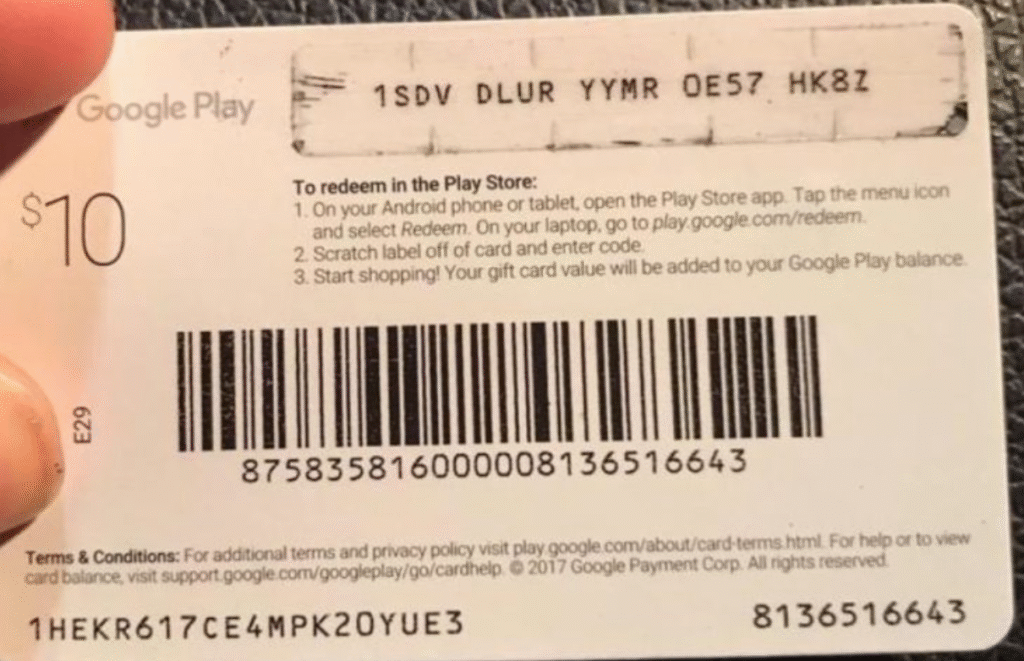 Google Play
1SDV DLUR YYMR 0E57 HK8Z
$10
To redeem in the Play Store:
1. On your Android phone or tablet, open the Play Store app. Tap the menu icon
and select Redeem. On your laptop, go to play.google.com/redeem.
2. Scratch label off of card and enter code.
3. Start shopping! Your gift card value will be added to your Google Play balance.
E29
875835816000008136516643
Terms & Conditions: For additional terms and privacy policy visit play.google.com/about/card-terms.html. For help or to view
card balance, visit support.google.com/googleplay/go/cardhelp. © 2017 Google Payment Corp. All rights reserved.
1HEKR617CE4MPK20YUE3
8136516643